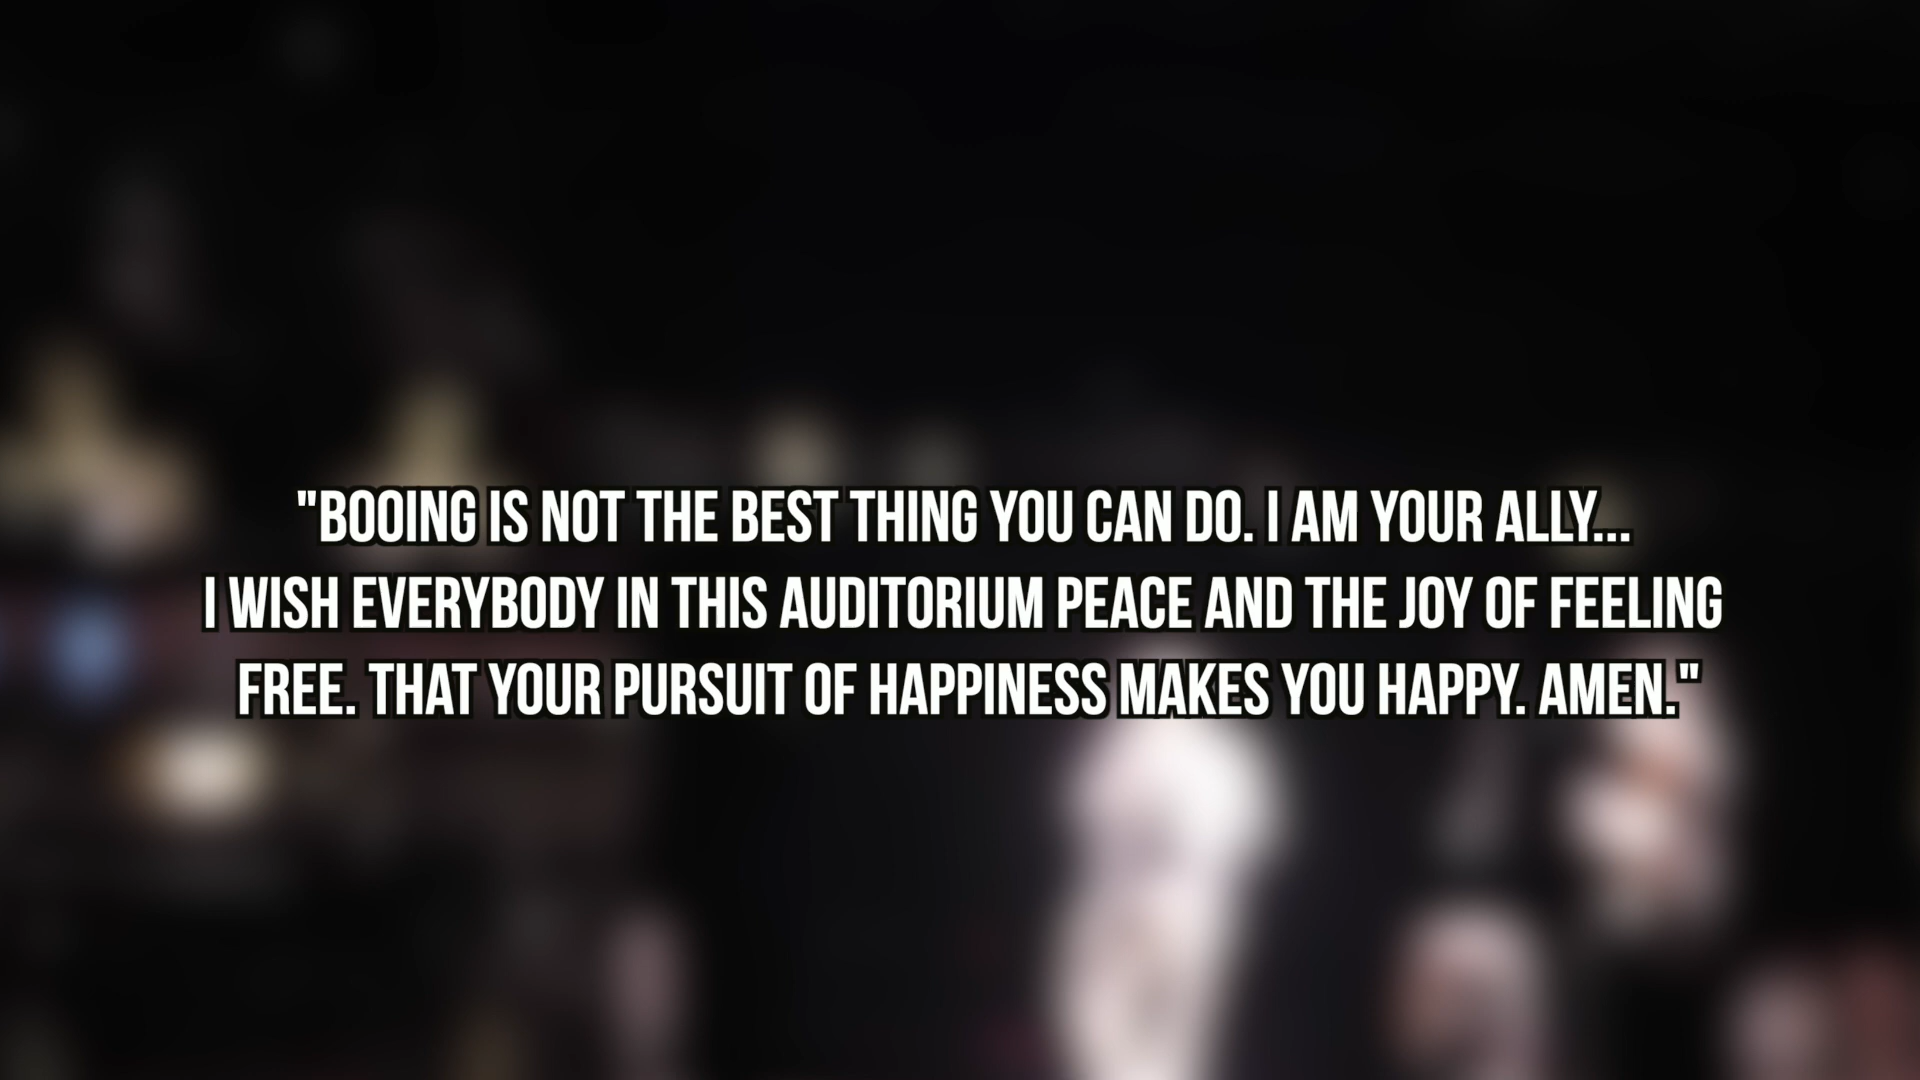 "BOOING IS NOT THE BEST THING YOU CAN DO. I AM YOUR ALLY...
I WISH EVERYBODY IN THIS AUDITORIUM PEACE AND THE JOY OF FEELING
FREE. THAT YOUR PURSUIT OF HAPPINESS MAKES YOU HAPPY. AMEN."